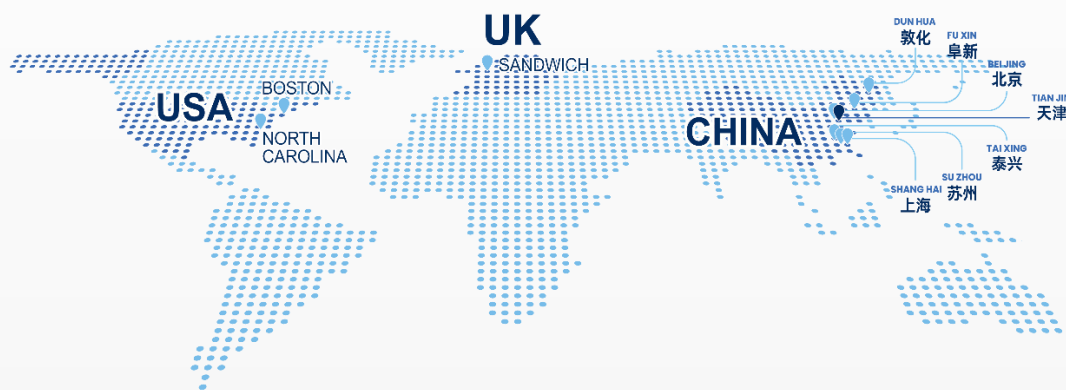 UK
SANDWICH
USA
BOSTON
NORTH
CAROLINA
CHINA
DUN HUA
敦化
FU XIN
阜新
BEIJING
北京
TIAN JIN
天津
TAI XING
泰兴
SU ZHOU
苏州
SHANG HAI
上海